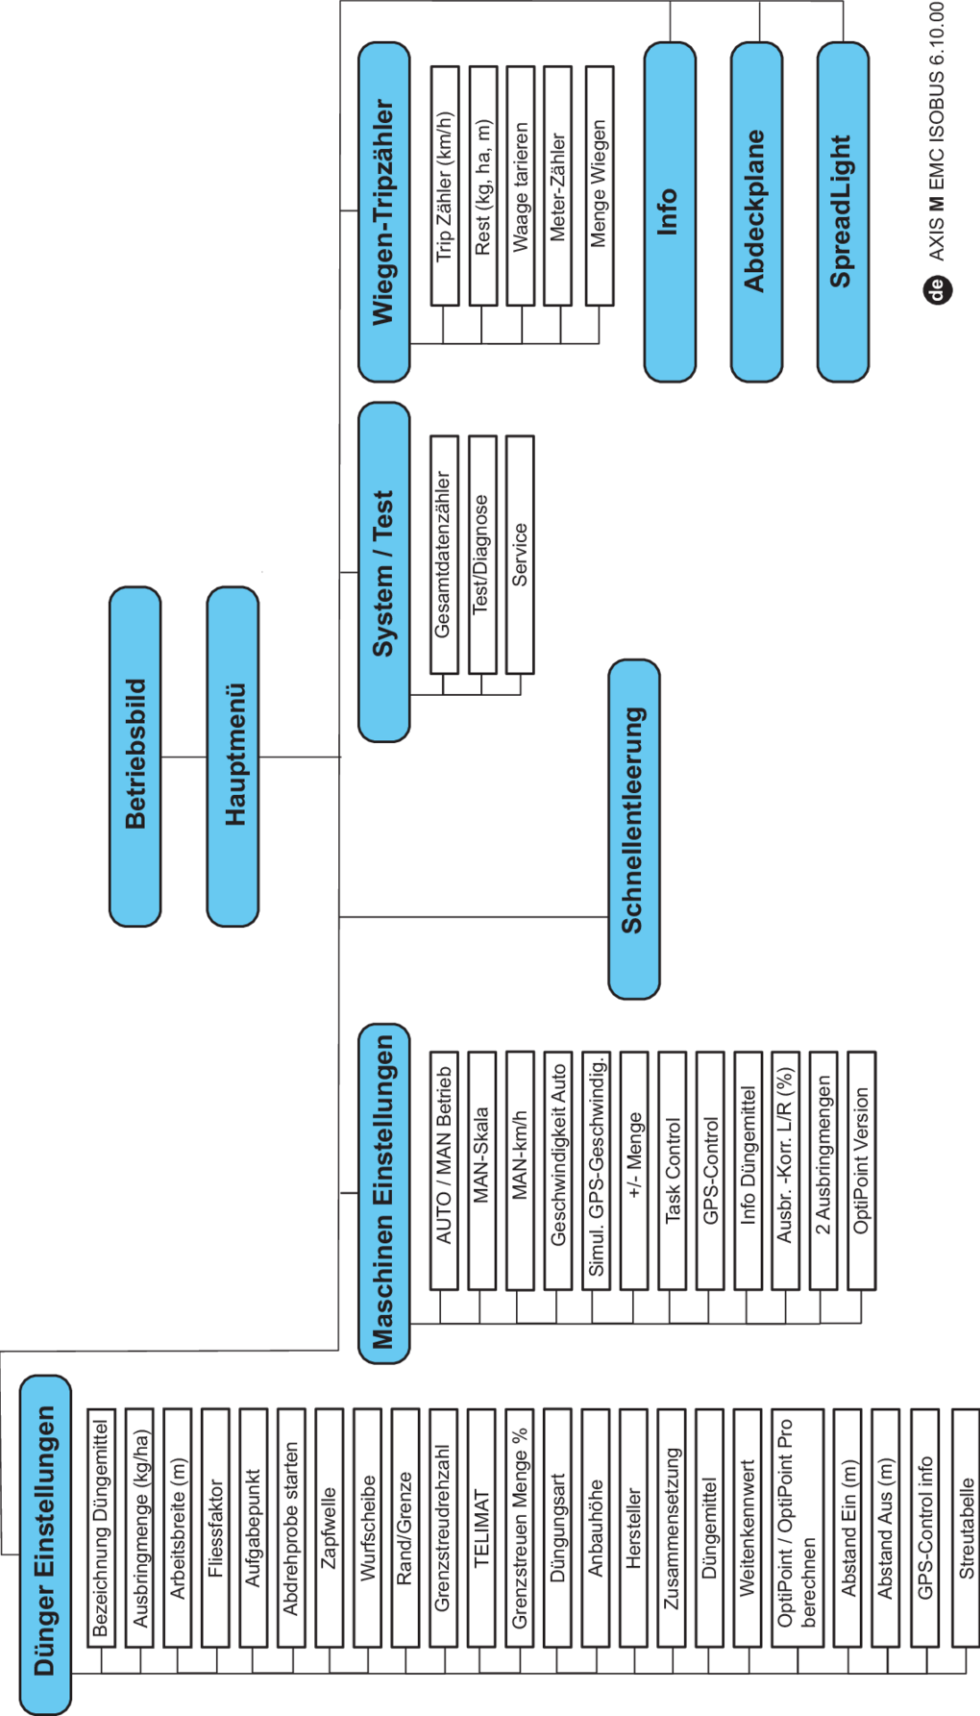 Betriebsbild
Hauptmenü
Dünger Einstellungen
Bezeichnung Düngemittel
Ausbringmenge (kg/ha)
Arbeitsbreite (m)
Fliessfaktor
Aufgabepunkt
Abdrehprobe starten
Zapfwelle
Wurfscheibe
Rand/Grenze
Grenzstreudrehzahl
TELIMAT
Grenzstreuen Menge %
Düngungsart
Anbauhöhe
Hersteller
Zusammensetzung
Düngemittel
Weitenkennwert
OptiPoint / OptiPoint Pro
berechnen
Abstand Ein (m)
Abstand Aus (m)
GPS-Control info
Streutabelle
Maschinen Einstellungen
AUTO / MAN Betrieb
MAN-Skala
MAN-km/h
Geschwindigkeit Auto
Simul. GPS-Geschwindig.
+/- Menge
Task Control
GPS-Control
Info Düngemittel
Ausbr. -Korr. L/R (%)
2 Ausbringmengen
OptiPoint Version
Schnellentleerung
System / Test
Gesamtdatenzähler
Test/Diagnose
Service
Wiegen-Tripzähler
Trip Zähler (km/h)
Rest (kg, ha, m)
Waage tarieren
Meter-Zähler
Menge Wiegen
Info
Abdeckplane
SpreadLight
de AXIS M EMC ISOBUS 6.10.00